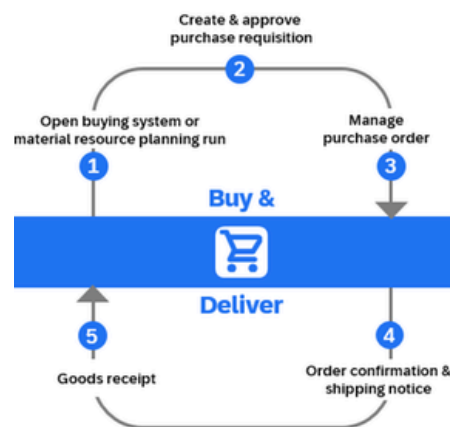 Create & approve
purchase requisition
2
Open buying system or
material resource planning run
1
Manage
purchase order
3
Buy &
Deliver
5
Goods receipt
4
Order confirmation &
shipping notice